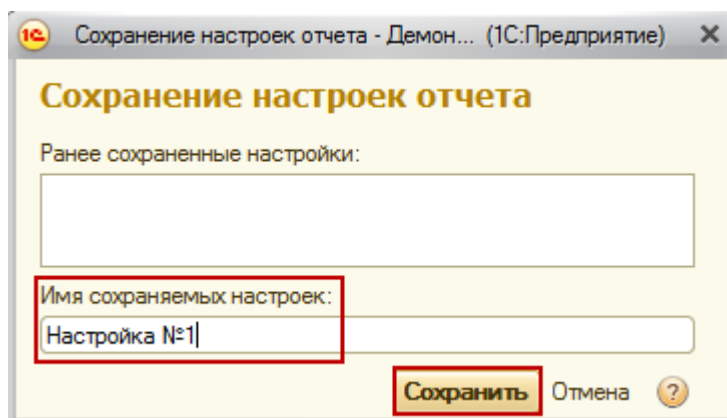 1С Сохранение настроек отчета - Демон... (1С:Предприятие)
Сохранение настроек отчета
Ранее сохраненные настройки:
Имя сохраняемых настроек:
Настройка №1
Сохранить Отмена ?